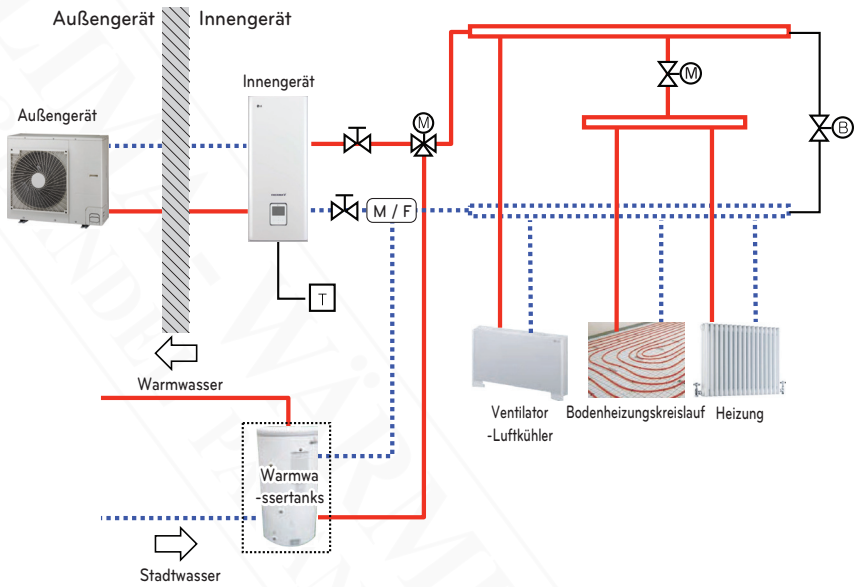 Außengerät
Innengerät
Innengerät
Außengerät
M
M
B
M / F
T
Warmwasser
Ventilator
-Luftkühler
Bodenheizungskreislauf
Heizung
Warmwa
-ssertanks
Stadtwasser